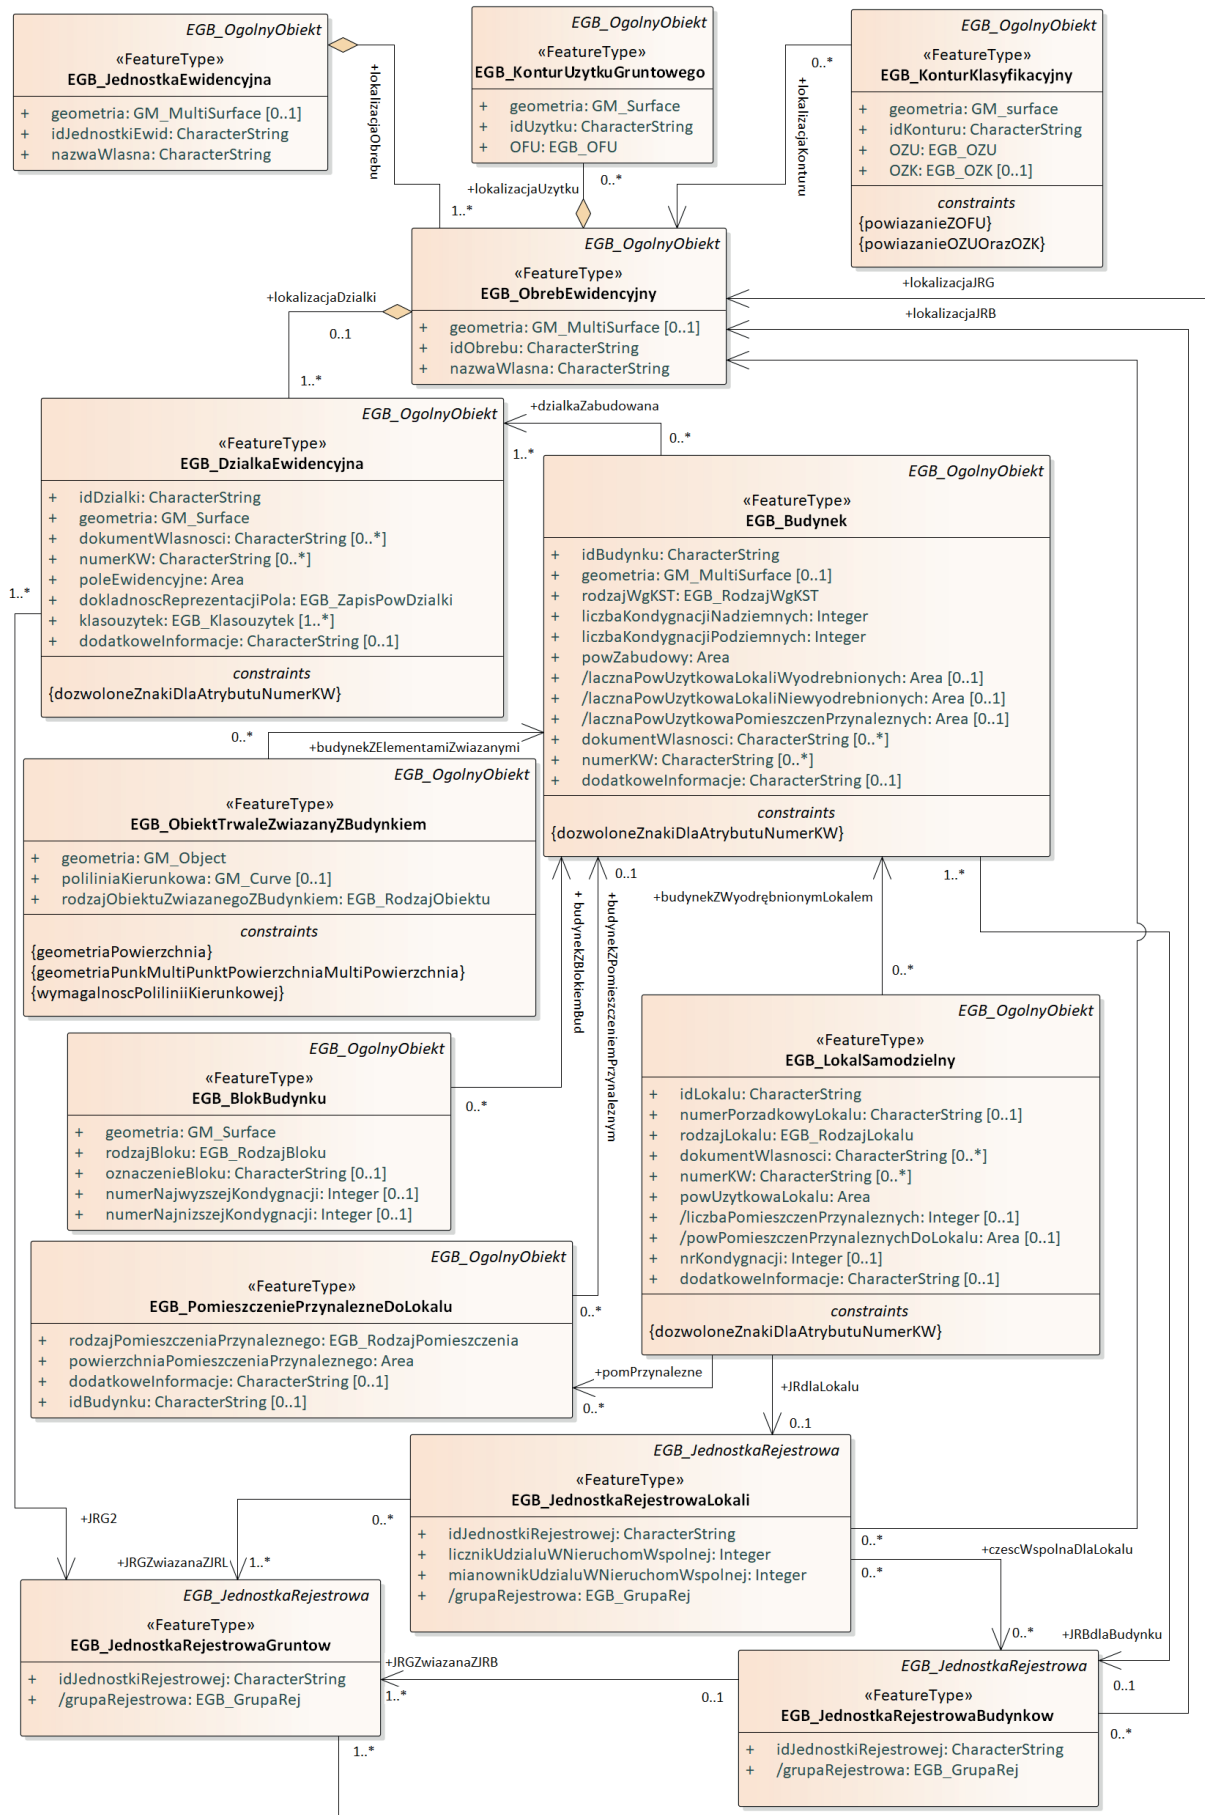 EGB_OgolnyObiekt
«FeatureType»
EGB_JednostkaEwidencyjna
+ geometria: GM_MultiSurface [0..1]
+ idJednostkiEwid: CharacterString
+ nazwaWlasna: CharacterString
+lokalizacjaObrebu
1..*
EGB_OgolnyObiekt
«FeatureType»
EGB_KonturUzytkuGruntowego
+ geometria: GM_Surface
+ idUzytku: CharacterString
+ OFU: EGB_OFU
+lokalizacjaUzytku
0..*
EGB_OgolnyObiekt
«FeatureType»
EGB_KonturKlasyfikacyjny
+ geometria: GM_surface
+ idKonturu: CharacterString
+ OZU: EGB_OZU
+ OZK: EGB_OZK [0..1]
constraints
{powiazanieZOFU}
{powiazanieOZUOrazOZK}
0..*
+lokalizacjaKonturu
EGB_OgolnyObiekt
«FeatureType»
EGB_ObrebEwidencyjny
+ geometria: GM_MultiSurface [0..1]
+ idObrebu: CharacterString
+ nazwaWlasna: CharacterString
+lokalizacjaJRG
+lokalizacjaJRB
+lokalizacjaDzialki
0..1
1..*
EGB_OgolnyObiekt
«FeatureType»
EGB_DzialkaEwidencyjna
+ idDzialki: CharacterString
+ geometria: GM_Surface
+ dokumentWlasnosci: CharacterString [0..*]
+ numerKW: CharacterString [0..*]
+ poleEwidencyjne: Area
+ dokladnoscReprezentacjiPola: EGB_ZapisPowDzialki
+ klasouzytek: EGB_Klasouzytek [1..*]
+ dodatkoweInformacje: CharacterString [0..1]
constraints
{dozwoloneZnakiDlaAtrybutuNumerKW}
1..*
+dzialkaZabudowana
0..*
1..*
EGB_OgolnyObiekt
«FeatureType»
EGB_Budynek
+ idBudynku: CharacterString
+ geometria: GM_MultiSurface [0..1]
+ rodzajWgKST: EGB_RodzajWgKST
+ liczbaKondygnacjiNadziemnych: Integer
+ liczbaKondygnacjiPodziemnych: Integer
+ powZabudowy: Area
+ /lacznaPowUzytkowaLokaliWyodrebnionych: Area [0..1]
+ /lacznaPowUzytkowaLokaliNiewyodrebnionych: Area [0..1]
+ /lacznaPowUzytkowaPomieszczenPrzynaleznych: Area [0..1]
+ dokumentWlasnosci: CharacterString [0..*]
+ numerKW: CharacterString [0..*]
+ dodatkoweInformacje: CharacterString [0..1]
constraints
{dozwoloneZnakiDlaAtrybutuNumerKW}
0..*
+budynekZElementamiZwiazanymi
EGB_OgolnyObiekt
«FeatureType»
EGB_ObiektTrwaleZwiazanyZBudynkiem
+ geometria: GM_Object
+ poliliniaKierunkowa: GM_Curve [0..1]
+ rodzajObiektuZwiazanegoZBudynkiem: EGB_RodzajObiektu
constraints
{geometriaPowierzchnia}
{geometriaPunkMultiPunktPowierzchniaMultiPowierzchnia}
{wymagalnoscPoliliniiKierunkowej}
+ budynekZBlokiemBud
0..1
+budynekZPomieszczeniemPrzynaleznym
+budynekZWyodrębnionymLokalem
0..*
1..*
EGB_OgolnyObiekt
«FeatureType»
EGB_BlokBudynku
+ geometria: GM_Surface
+ rodzajBloku: EGB_RodzajBloku
+ oznaczenieBloku: CharacterString [0..1]
+ numerNajwyzszejKondygnacji: Integer [0..1]
+ numerNajnizszejKondygnacji: Integer [0..1]
0..*
EGB_OgolnyObiekt
«FeatureType»
EGB_LokalSamodzielny
+ idLokalu: CharacterString
+ numerPorzadkowyLokalu: CharacterString [0..1]
+ rodzajLokalu: EGB_RodzajLokalu
+ dokumentWlasnosci: CharacterString [0..*]
+ numerKW: CharacterString [0..*]
+ powUzytkowaLokalu: Area
+ /liczbaPomieszczenPrzynaleznych: Integer [0..1]
+ /powPomieszczenPrzynaleznychDoLokalu: Area [0..1]
+ nrKondygnacji: Integer [0..1]
+ dodatkoweInformacje: CharacterString [0..1]
constraints
{dozwoloneZnakiDlaAtrybutuNumerKW}
EGB_OgolnyObiekt
«FeatureType»
EGB_PomieszczeniePrzynalezneDoLokalu
+ rodzajPomieszczeniaPrzynaleznego: EGB_RodzajPomieszczenia
+ powierzchniaPomieszczeniaPrzynaleznego: Area
+ dodatkoweInformacje: CharacterString [0..1]
+ idBudynku: CharacterString [0..1]
0..*
+pomPrzynalezne
0..*
+JRdlaLokalu
0..1
EGB_JednostkaRejestrowa
«FeatureType»
EGB_JednostkaRejestrowaLokali
+ idJednostkiRejestrowej: CharacterString
+ licznikUdzialuWNieruchomWspolnej: Integer
+ mianownikUdzialuWNieruchomWspolnej: Integer
+ /grupaRejestrowa: EGB_GrupaRej
0..*
+JRG2
+JRGZwiazanaZJRL
1..*
0..*
+czescWspolnaDlaLokalu
0..*
0..*
+JRBdlaBudynku
0..1
EGB_JednostkaRejestrowa
«FeatureType»
EGB_JednostkaRejestrowaGruntow
+ idJednostkiRejestrowej: CharacterString
+ /grupaRejestrowa: EGB_GrupaRej
+JRGZwiazanaZJRB
1..*
0..1
1..*
EGB_JednostkaRejestrowa
«FeatureType»
EGB_JednostkaRejestrowaBudynkow
+ idJednostkiRejestrowej: CharacterString
+ /grupaRejestrowa: EGB_GrupaRej
0..*